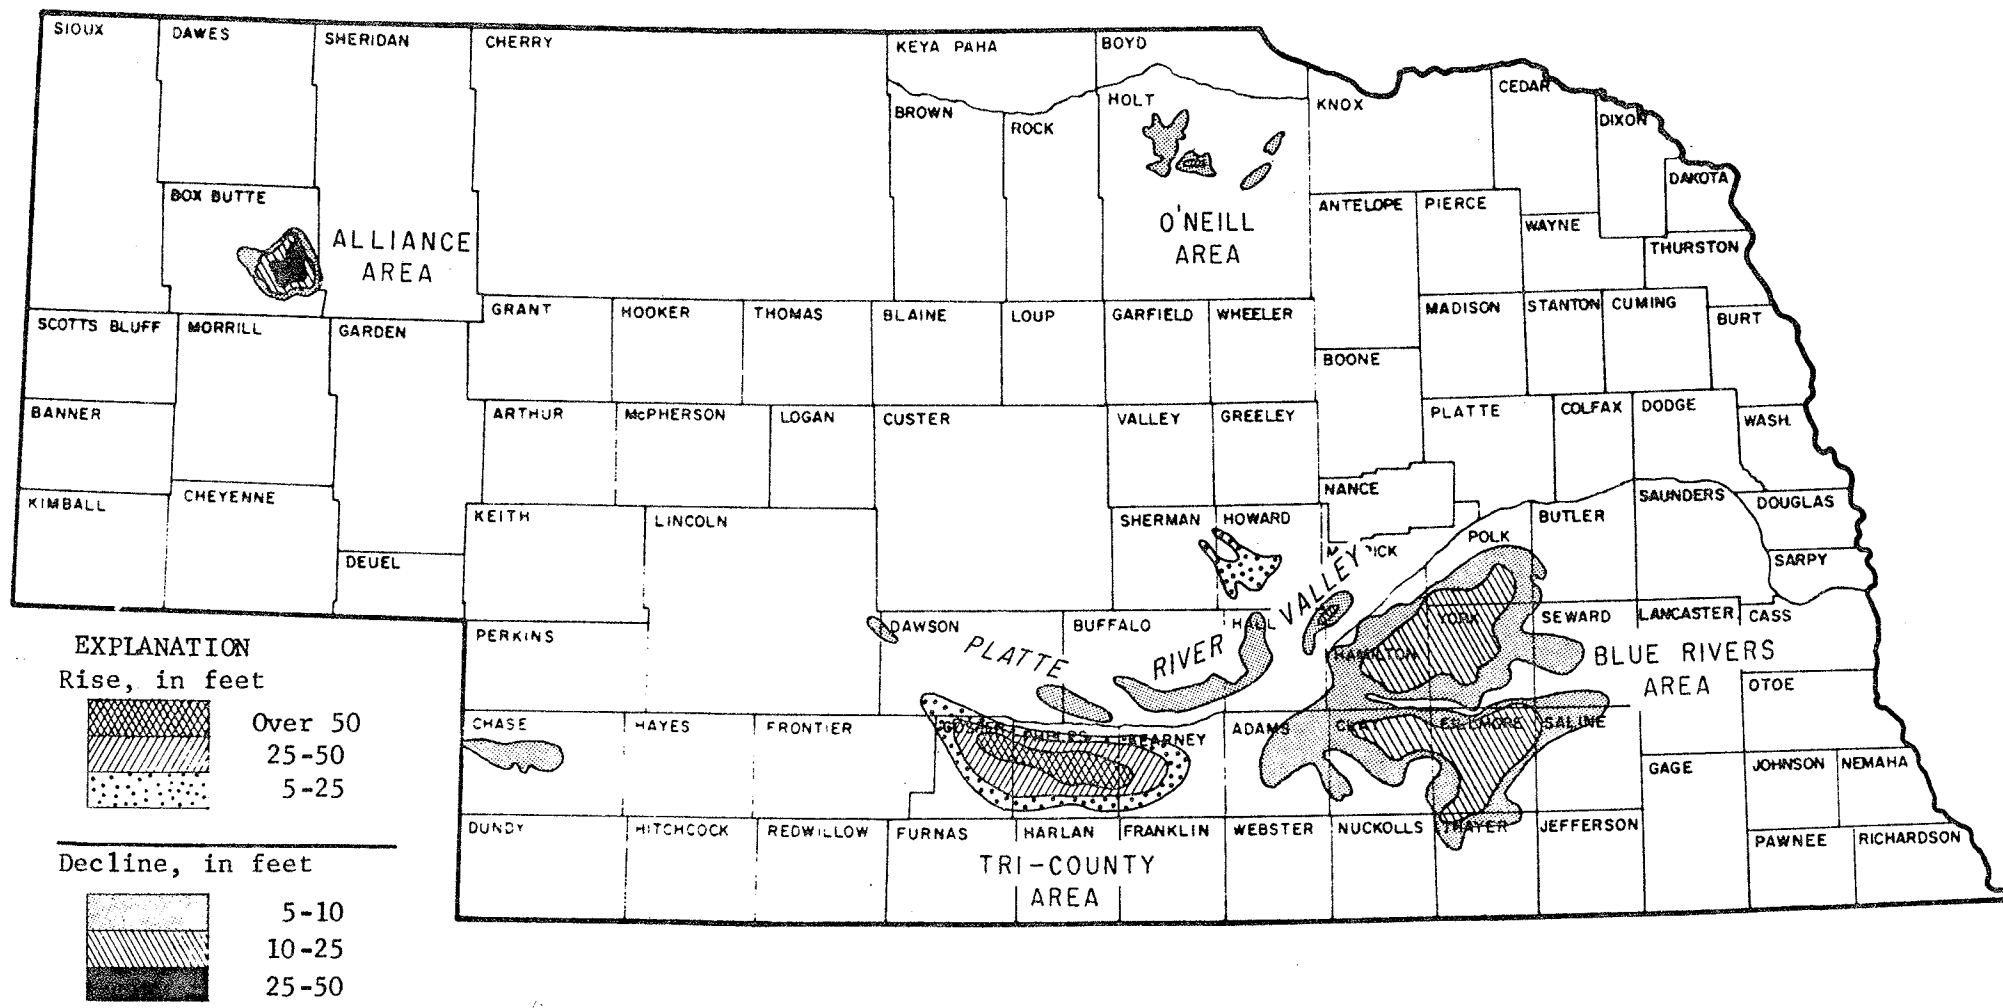 SIOUX
DAWES
SHERIDAN
CHERRY
KEYA PAHA
BOYD
BROWN
ROCK
HOLT
KNOX
CEDAR
DIXON
DAKOTA
BOX BUTTE
ALLIANCE
AREA
O'NEILL
AREA
ANTELOPE
PIERCE
WAYNE
THURSTON
SCOTTS BLUFF
MORRILL
GARDEN
GRANT
HOOKER
THOMAS
BLAINE
LOUP
GARFIELD
WHEELER
BOONE
MADISON
STANTON
CUMING
BURT
BANNER
ARTHUR
McPHERSON
LOGAN
CUSTER
VALLEY
GREELEY
PLATTE
COLFAX
DODGE
WASH.
KIMBALL
CHEYENNE
DEUEL
KEITH
LINCOLN
SHERMAN
HOWARD
NANCE
POLK
BUTLER
SAUNDERS
DOUGLAS
SARPY
PERKINS
DAWSON
BUFFALO
HALL
HAMILTON
YORK
SEWARD
LANCASTER
CASS
PLATTE RIVER VALLEY
BLUE RIVERS
AREA
OTOE
CHASE
HAYES
FRONTIER
GOSPER
PHELPS
KEARNEY
ADAMS
CLAY
FILLMORE
SALINE
GAGE
JOHNSON
NEMAHA
DUNDY
HITCHCOCK
REDWILLOW
FURNAS
HARLAN
FRANKLIN
WEBSTER
NUCKOLLS
THAYER
JEFFERSON
PAWNEE
RICHARDSON
TRI-COUNTY
AREA
EXPLANATION
Rise, in feet
Over 50
25-50
5-25
Decline, in feet
5-10
10-25
25-50